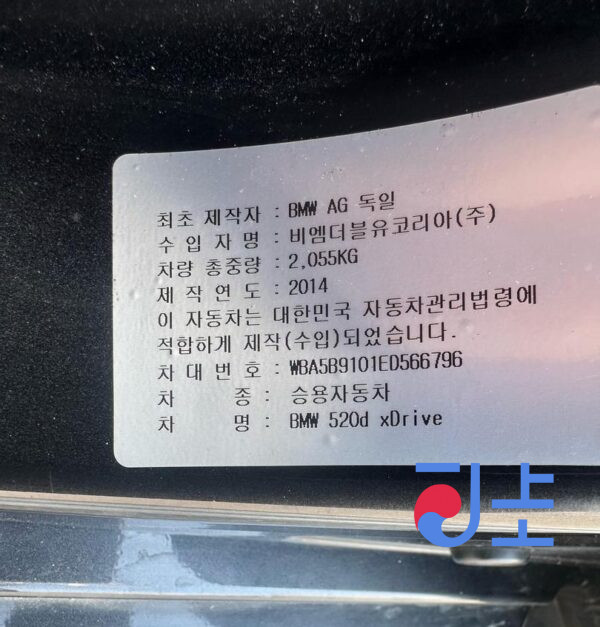 최초 제작자 : BMW AG 독일
수 입 자 명 : 비엠더블유코리아(주)
차량 총중량 : 2,055KG
제 작 연 도 : 2014
이 자동차는 대한민국 자동차관리법령에
적합하게 제작(수입)되었습니다.
차 대 번 호 : WBA5B9101ED566796
차 종 : 승용자동차
차 명 : BMW 520d xDrive